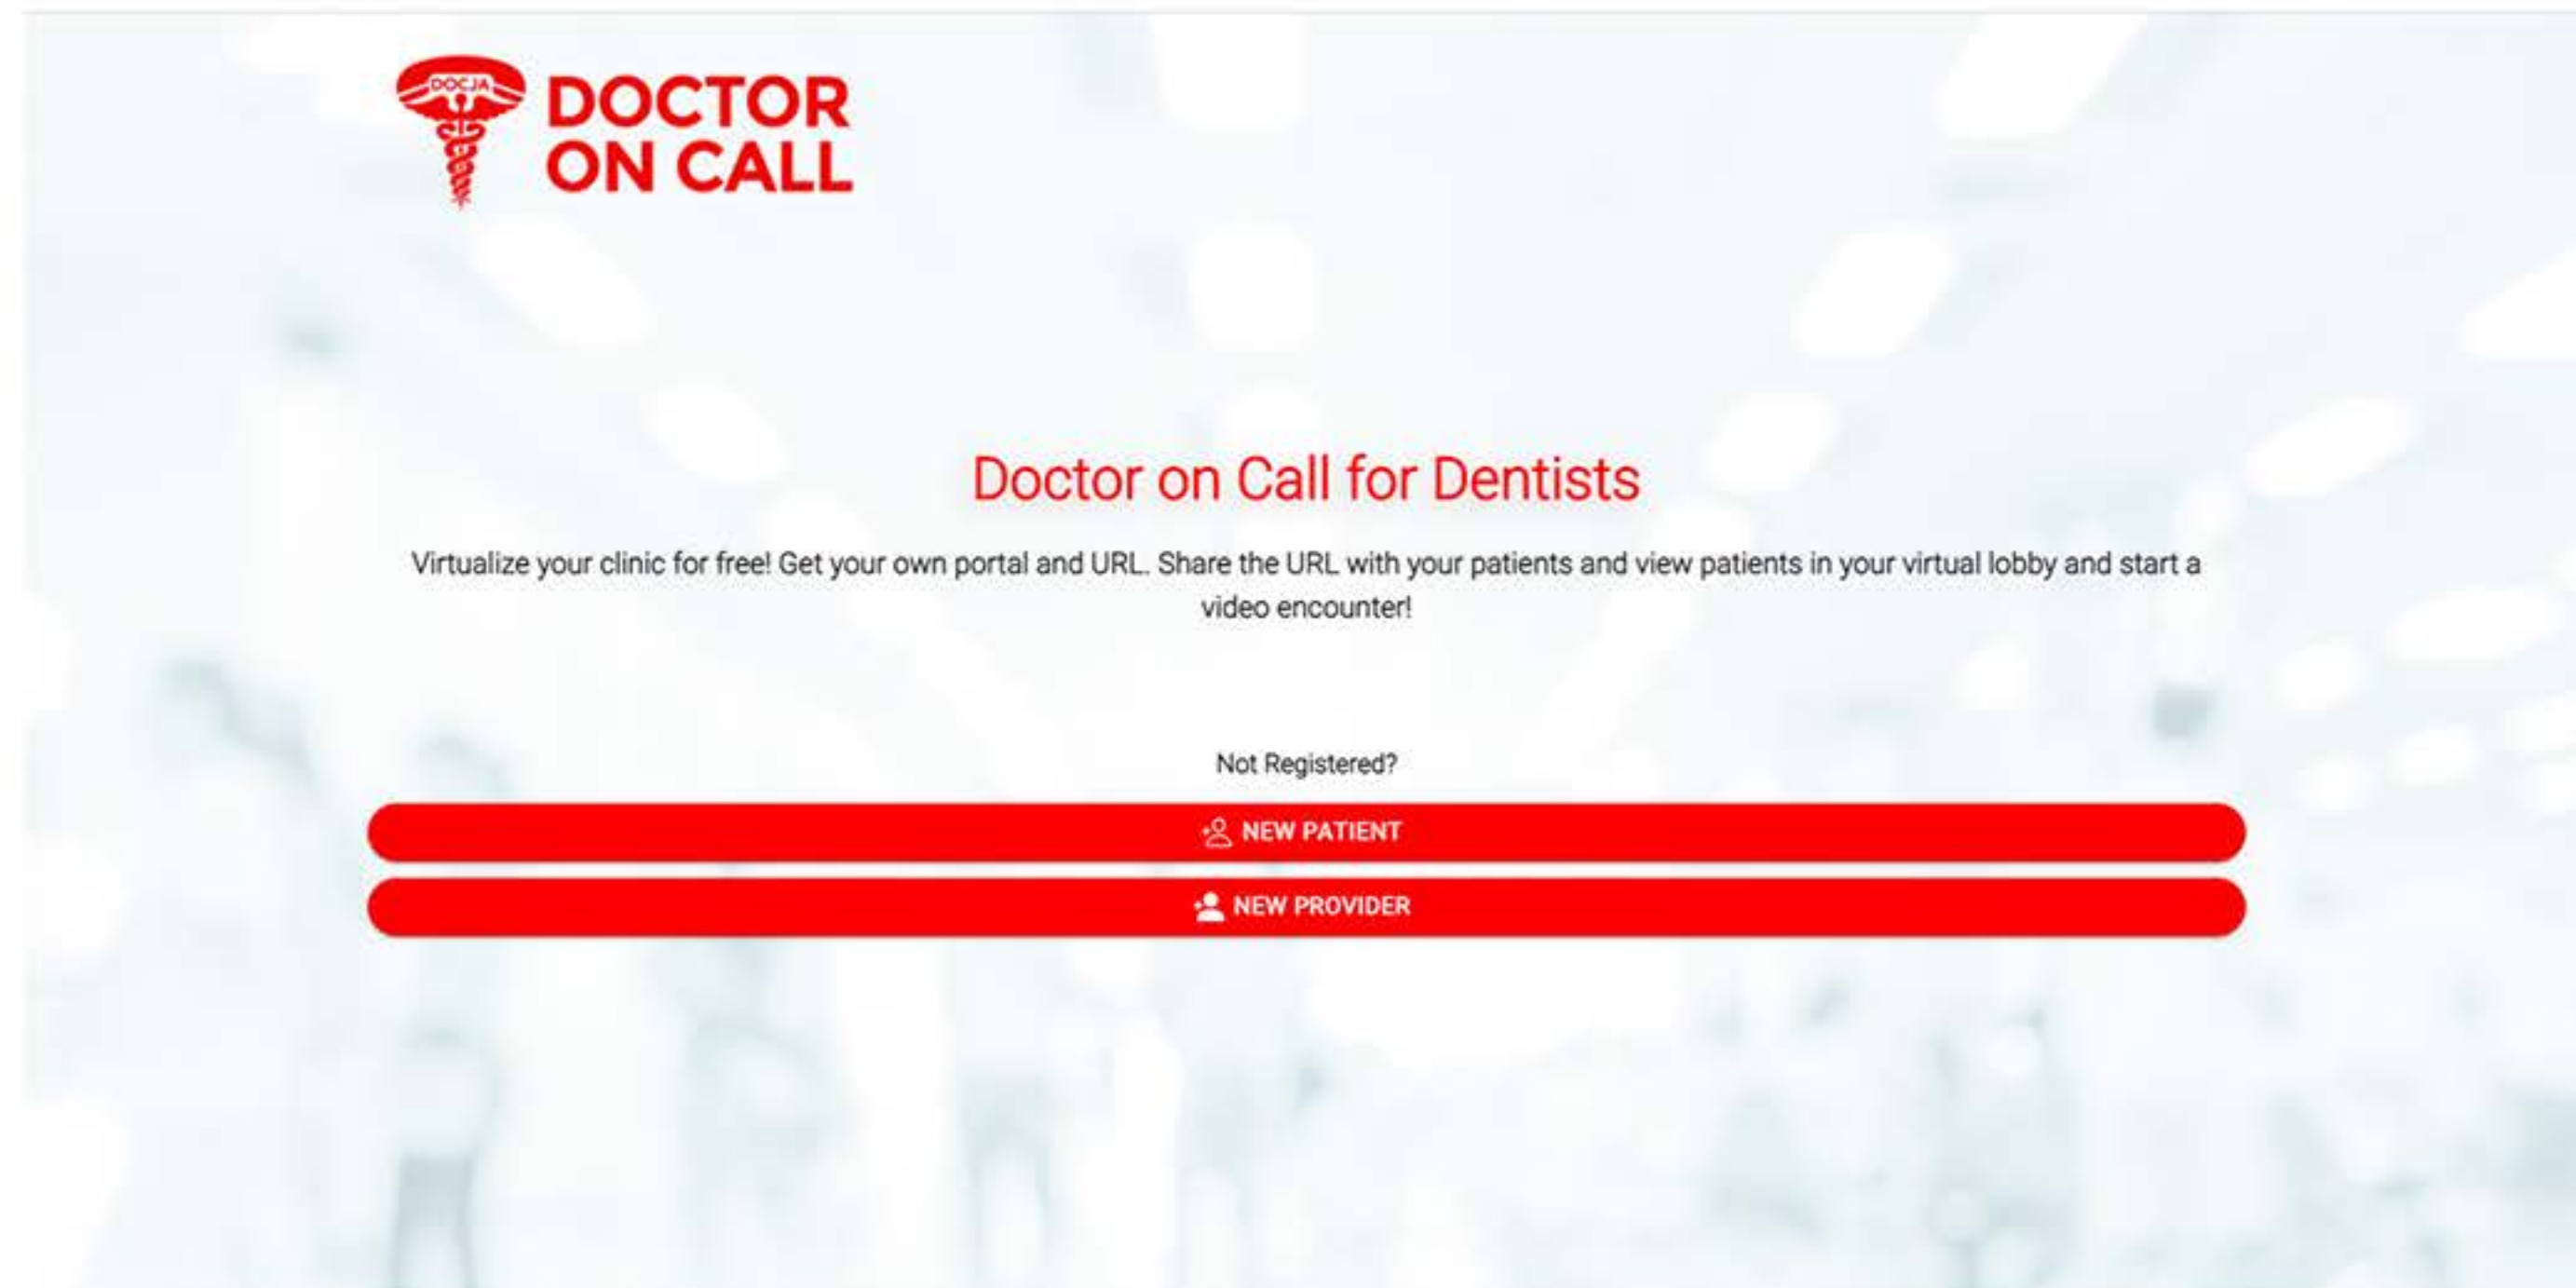 DOCJA
DOCTOR
ON CALL
Doctor on Call for Dentists
Virtualize your clinic for free! Get your own portal and URL. Share the URL with your patients and view patients in your virtual lobby and start a
video encounter!
Not Registered?
NEW PATIENT
NEW PROVIDER